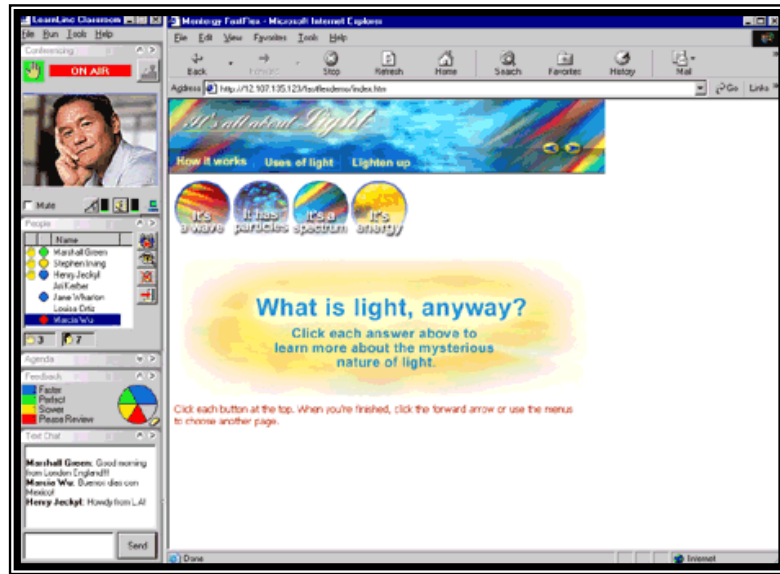 LearnLinc Classroom
File Run Tools Help
Conferencing
ON AIR
Mute
People
Name
Marshall Green
Stephen Irving
Henry Jeckyl
Ari Kerber
Jane Wharton
Louisa Ortiz
Marcia Wu
3 7
Agenda
Feedback
Faster
Perfect
Slower
Please Review
Text Chat
Marshall Green: Good morning
from London England!!!
Marcia Wu: Buenos dias con
Mexico!
Henry Jeckyl: Howdy from LA!
Send
Mentergy FastFlex - Microsoft Internet Explorer
File Edit View Favorites Tools Help
Back Forward Stop Refresh Home Search Favorites History Mail
Address http://12.107.135.123/fastflexdemo/index.htm Go Links
It's all about Light
How it works Uses of light Lighten up
It's a wave It has particles It's a spectrum It's energy
What is light, anyway?
Click each answer above to
learn more about the mysterious
nature of light.
Click each button at the top. When you're finished, click the forward arrow or use the menus
to choose another page.
Done Internet